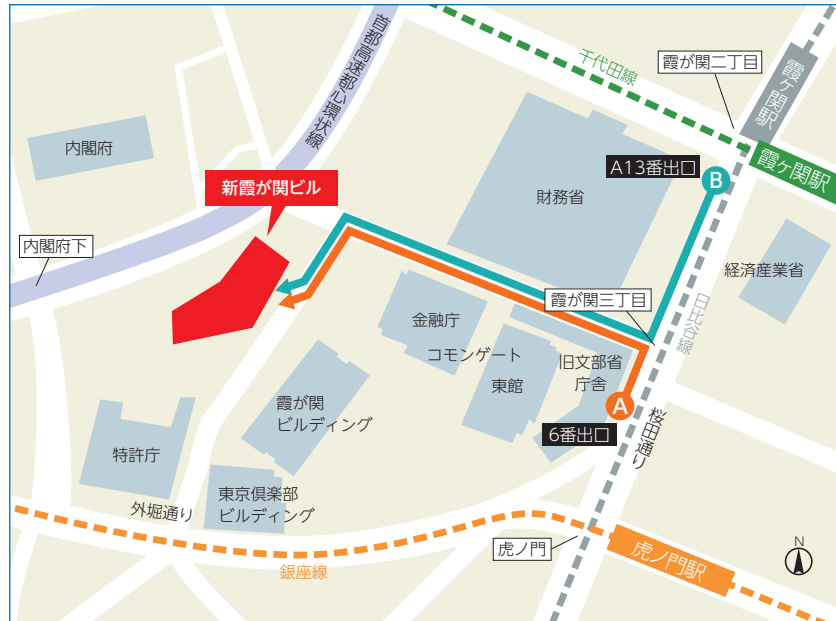 首都高速都心環状線
千代田線
霞が関二丁目
霞ケ関駅
霞ケ関駅
内閣府
新霞が関ビル
A13番出口
B
財務省
内閣府下
経済産業省
霞が関三丁目
日比谷線
金融庁
コモンゲート
東館
旧文部省
庁舎
A
6番出口
桜田通り
霞が関
ビルディング
特許庁
東京倶楽部
ビルディング
外堀通り
銀座線
虎ノ門
虎ノ門駅
N